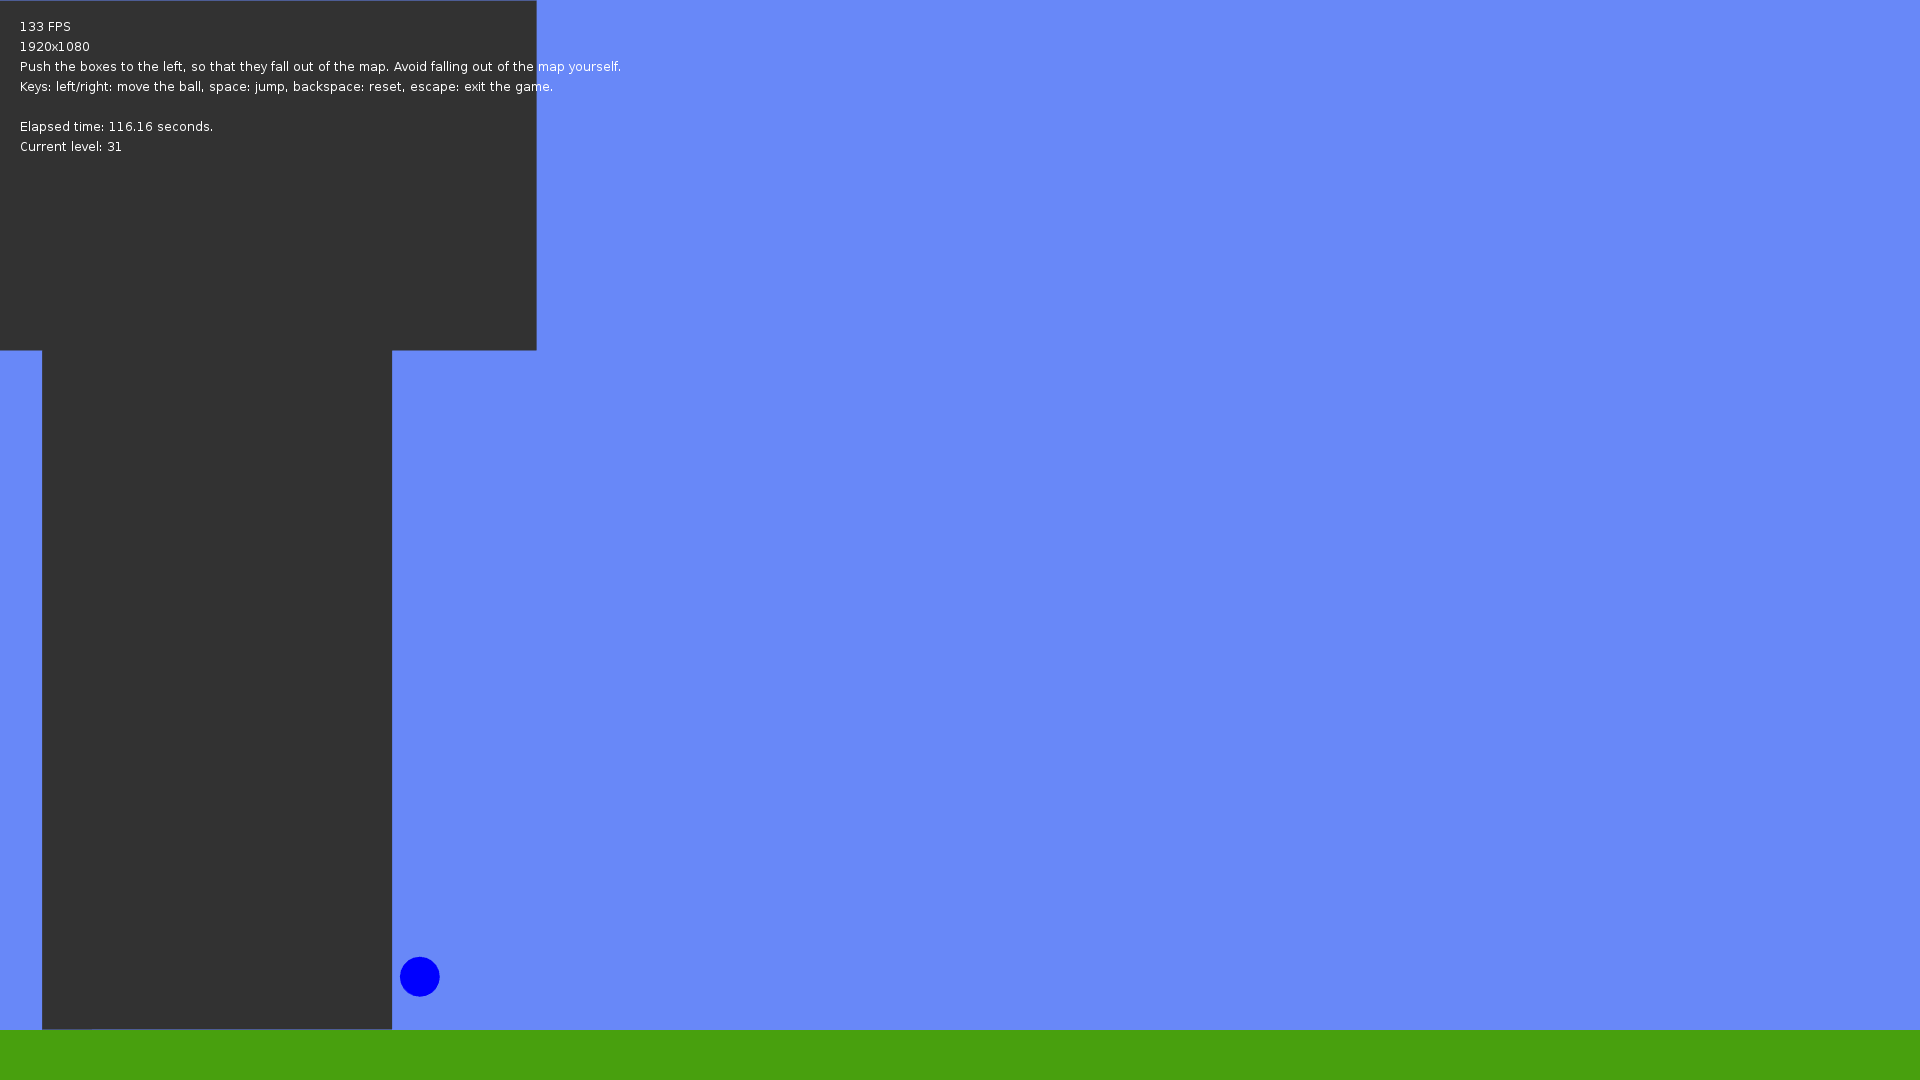 133 FPS
1920x1080
Push the boxes to the left, so that they fall out of the map. Avoid falling out of the map yourself.
Keys: left/right: move the ball, space: jump, backspace: reset, escape: exit the game.
Elapsed time: 116.16 seconds.
Current level: 31